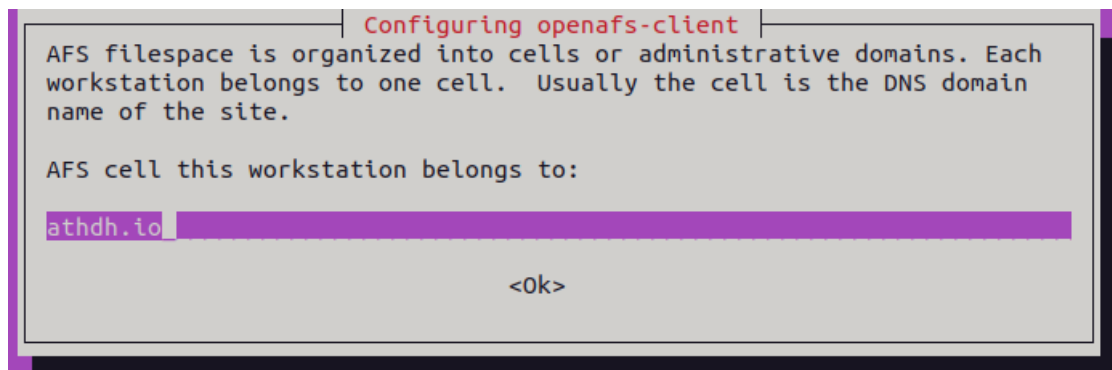 Configuring openafs-client
AFS filespace is organized into cells or administrative domains. Each
workstation belongs to one cell.  Usually the cell is the DNS domain
name of the site.
AFS cell this workstation belongs to:
athdh.io
<Ok>